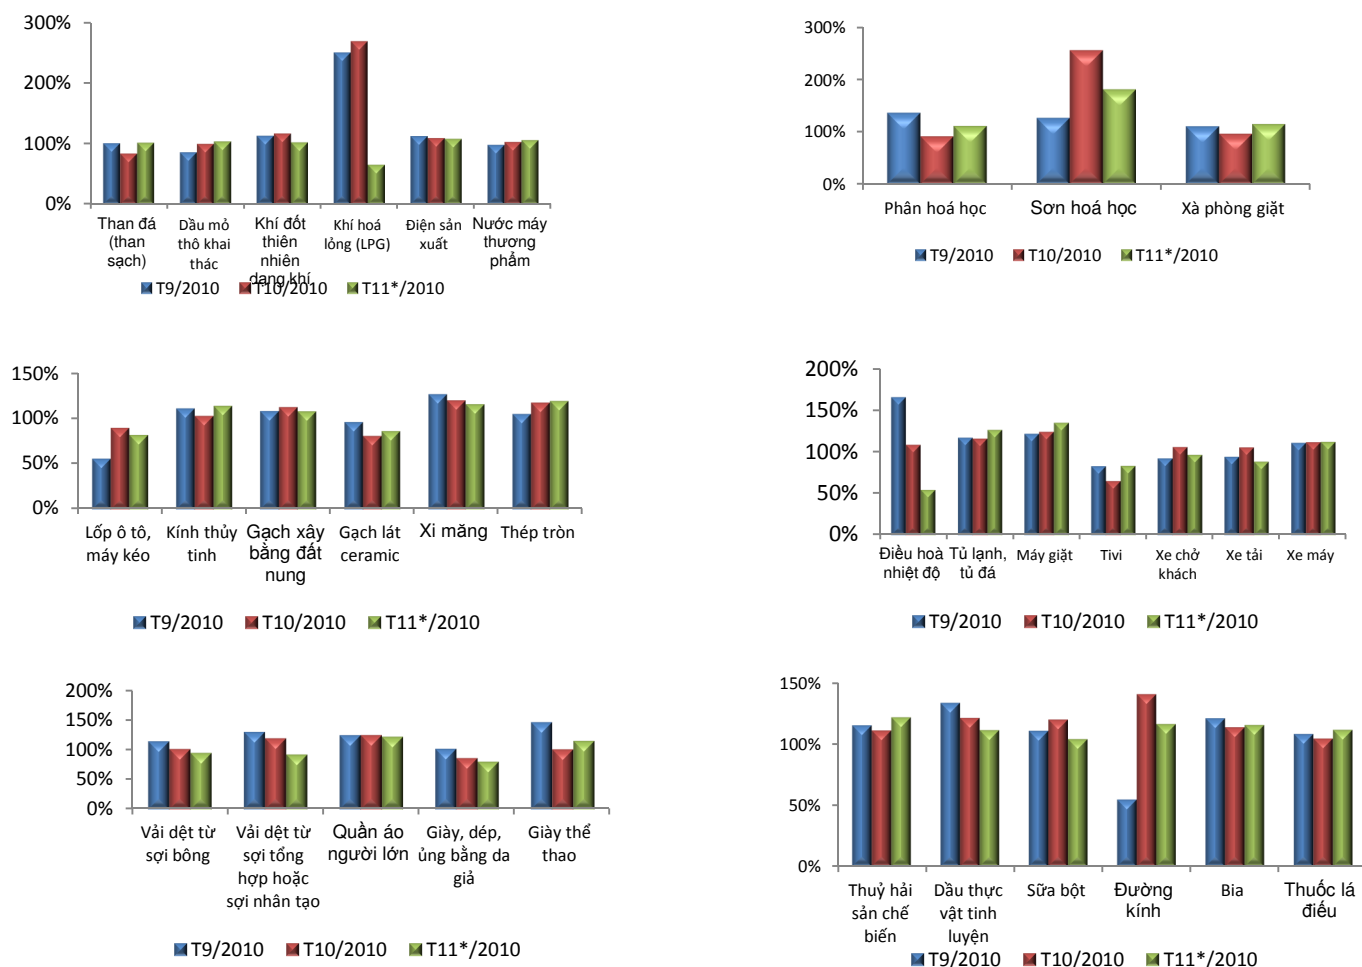 300%
200%
100%
0%
Than đá
(than
sạch)
Dầu mỏ
thô khai
thác
Khí đốt
thiên
nhiên
dạng khí
Khí hoá
lỏng (LPG)
Điện sản
xuất
Nước máy
thương
phẩm
T9/2010 T10/2010 T11*/2010
300%
200%
100%
0%
Phân hoá học Sơn hoá học Xà phòng giặt
T9/2010 T10/2010 T11*/2010
150%
100%
50%
0%
Lốp ô tô,
máy kéo
Kính thủy
tinh
Gạch xây
bằng đất
nung
Gạch lát
ceramic
Xi măng
Thép tròn
T9/2010 T10/2010 T11*/2010
200%
150%
100%
50%
0%
Điều hoà
nhiệt độ
Tủ lạnh,
tủ đá
Máy giặt
Tivi
Xe chở
khách
Xe tải
Xe máy
T9/2010 T10/2010 T11*/2010
200%
150%
100%
50%
0%
Vải dệt từ
sợi bông
Vải dệt từ
sợi tổng
hợp hoặc
sợi nhân tạo
Quần áo
người lớn
Giày, dép,
ủng bằng da
giả
Giày thể
thao
T9/2010 T10/2010 T11*/2010
150%
100%
50%
0%
Thuỷ hải
sản chế
biến
Dầu thực
vật tinh
luyện
Sữa bột
Đường
kính
Bia
Thuốc lá
điếu
T9/2010 T10/2010 T11*/2010